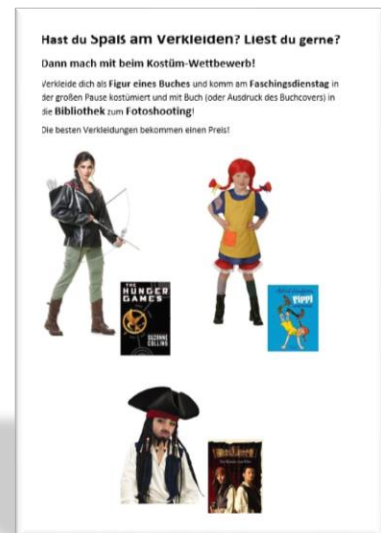 Hast du Spaß am Verkleiden? Liest du gerne?
Dann mach mit beim Kostüm-Wettbewerb!
Verkleide dich als Figur eines Buches und komm am Faschingsdienstag in
der großen Pause kostümiert und mit Buch (oder Ausdruck des Buchcovers) in
die Bibliothek zum Fotoshooting!
Die besten Verkleidungen bekommen einen Preis!
THE
HUNGER
GAMES
SUZANNE
COLLINS
Pippi